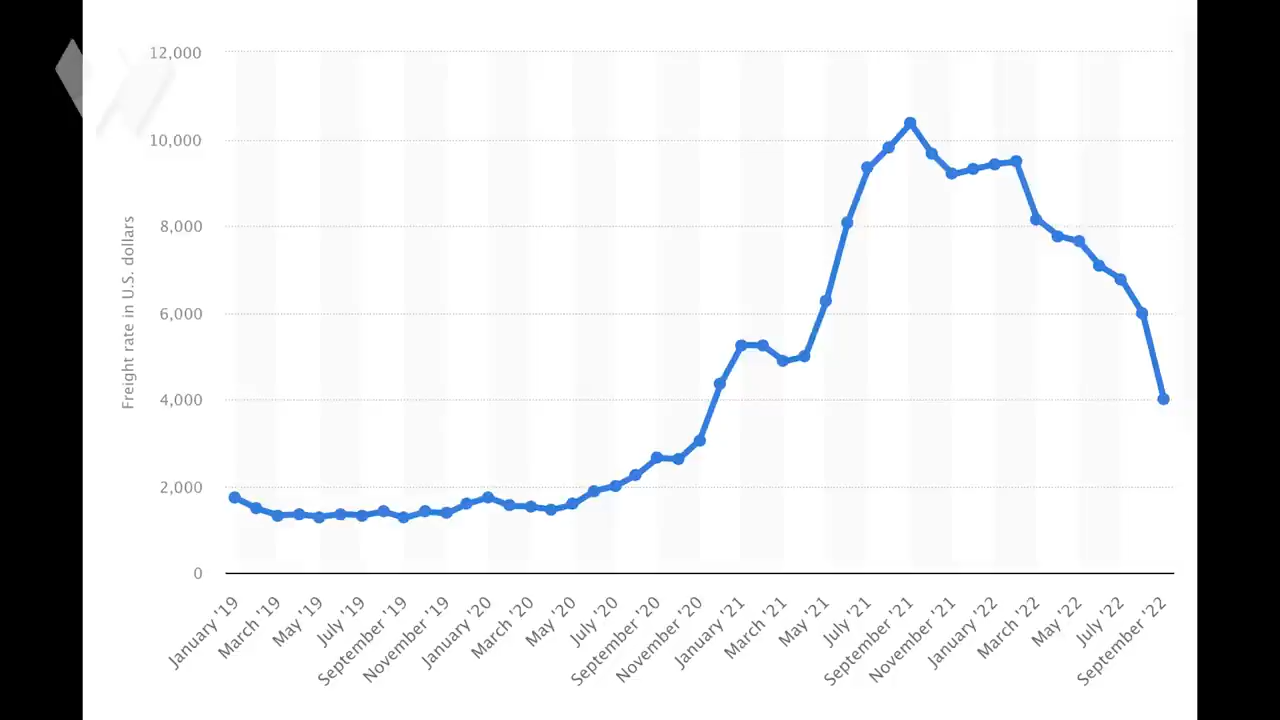 12,000
10,000
8,000
6,000
4,000
2,000
0
Freight rate in U.S. dollars
January '19
March '19
May '19
July '19
September '19
November '19
January '20
March '20
May '20
July '20
September '20
November '20
January '21
March '21
May '21
July '21
September '21
November '21
January '22
March '22
May '22
July '22
September '22